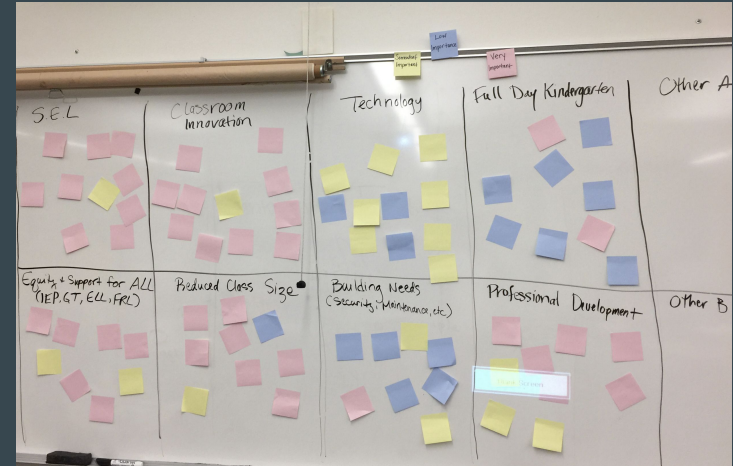 Low
Importance
Somewhat
Important
Very
Important
S.E.L
Classroom
Innovation
Technology
Full Day Kindergarten
Other A
Equity + Support for ALL
(IEP, GT, ELL, FRL)
Reduced Class Size
Building Needs
(Security, Maintenance, etc)
Professional Development
Other B